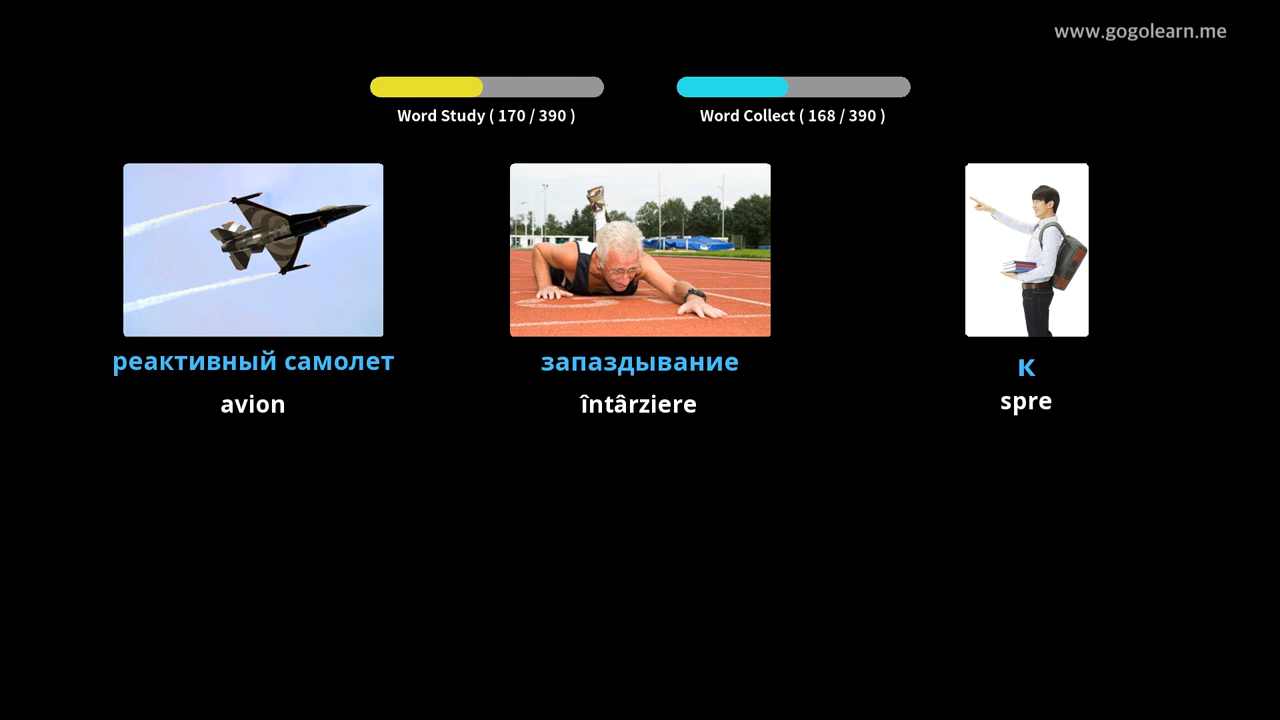 www.gogolearn.me
Word Study ( 170 / 390 )
Word Collect ( 168 / 390 )
реактивный самолет
avion
запаздывание
întârziere
к
spre